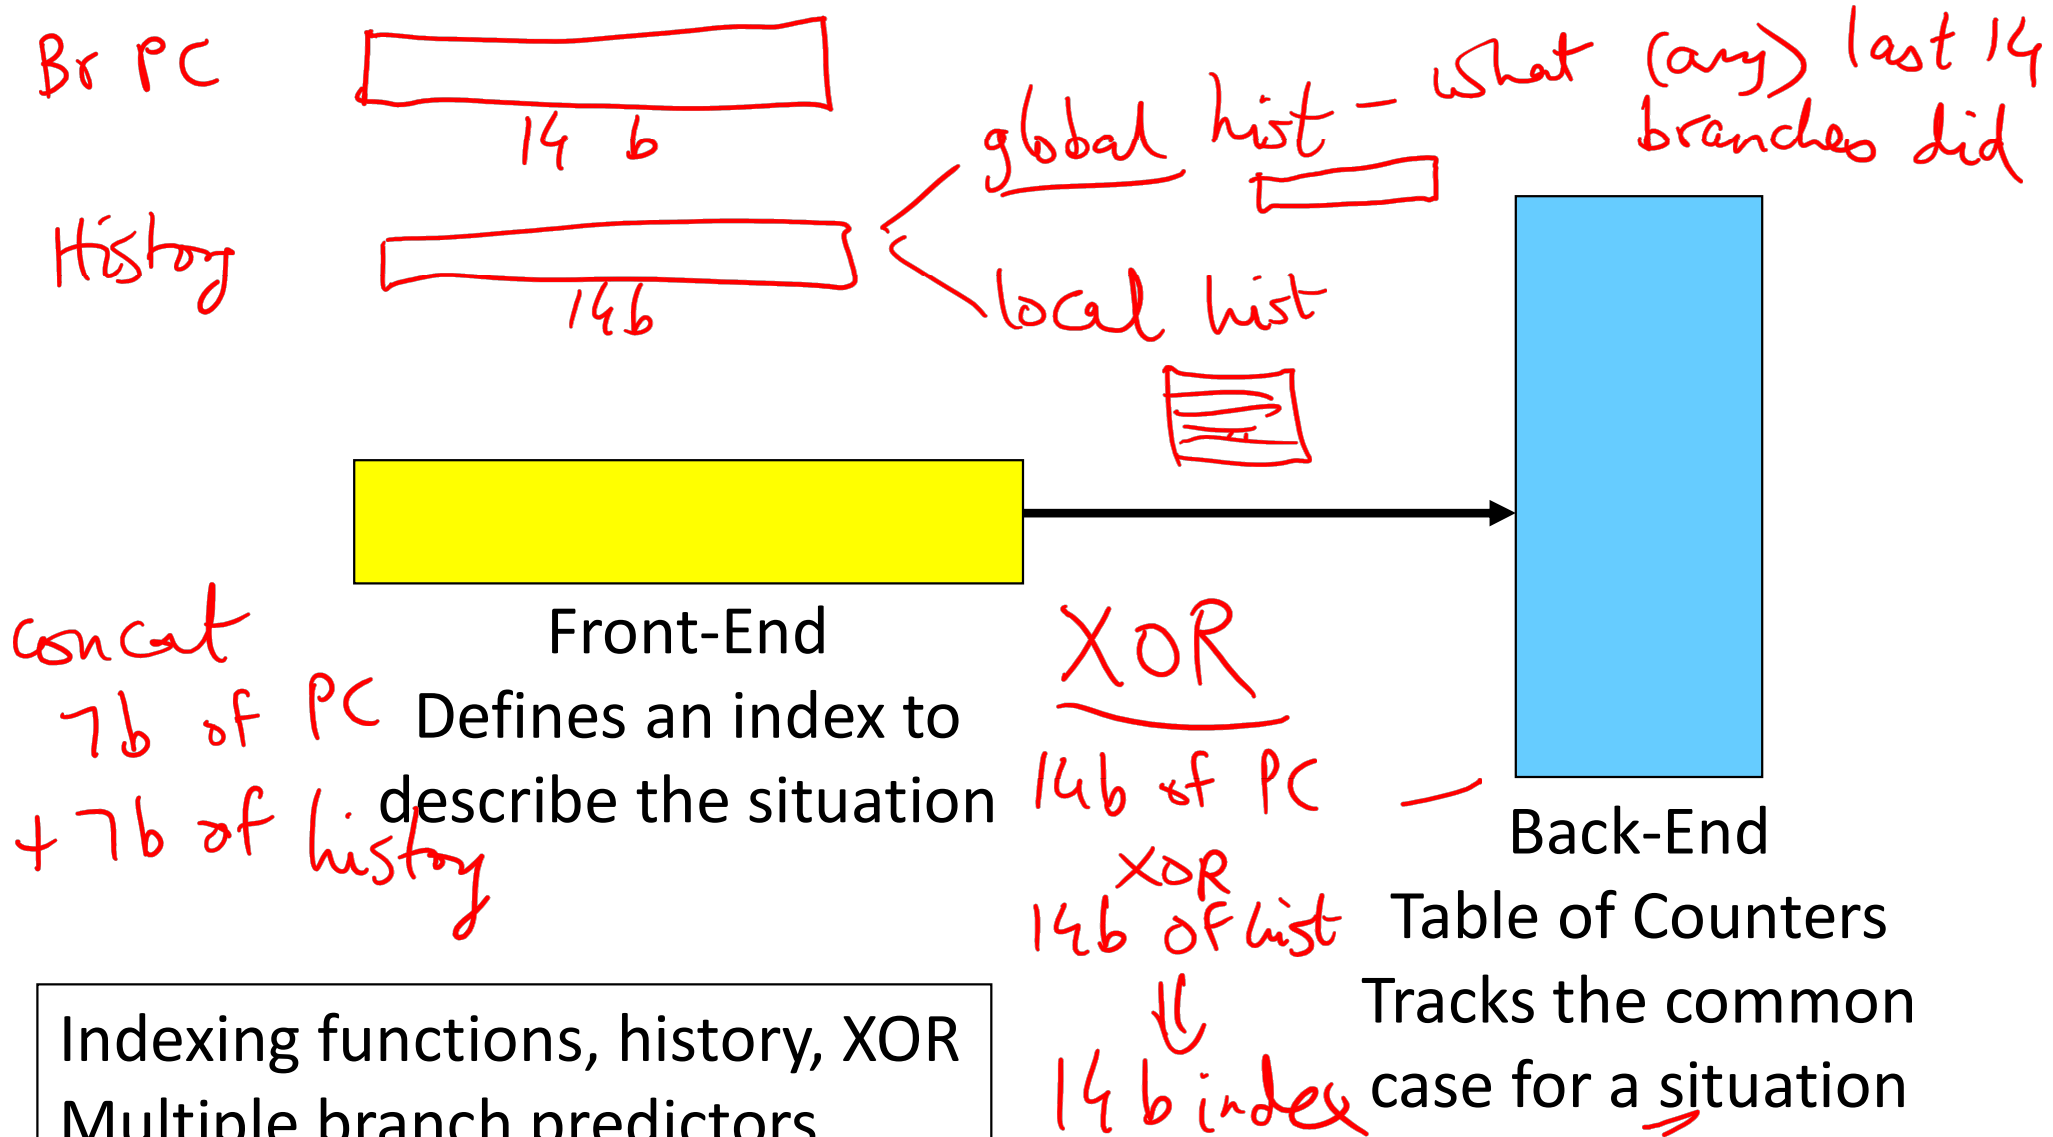 Br PC
14 b
global hist - what (any) last 14
branches did
History
14b
local hist
concat
7b of PC
+ 7b of history
Front-End
Defines an index to
describe the situation
XOR
14b of PC
XOR
14b of hist
14 b index
Back-End
Table of Counters
Tracks the common
case for a situation
Indexing functions, history, XOR
Multiple branch predictors